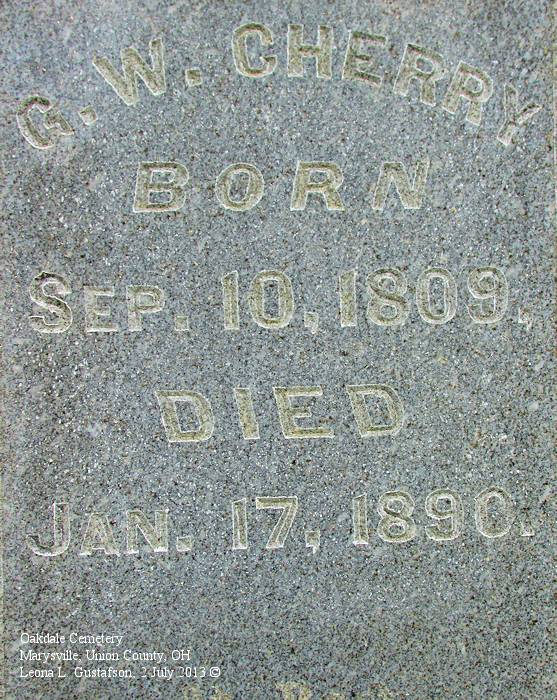 G. W. CHERRY
BORN
SEP. 10, 1809,
DIED
JAN. 17, 1890.
Oakdale Cemetery
Marysville, Union County, OH
Leona L. Gustafson, 2 July 2013 ©